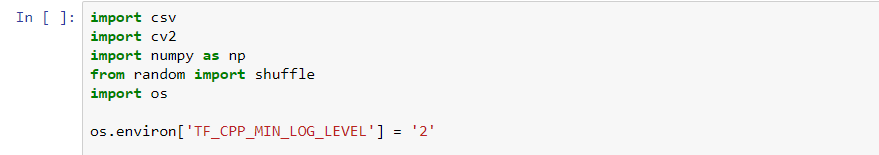 In [ ]: import csv
import cv2
import numpy as np
from random import shuffle
import os

os.environ['TF_CPP_MIN_LOG_LEVEL'] = '2'